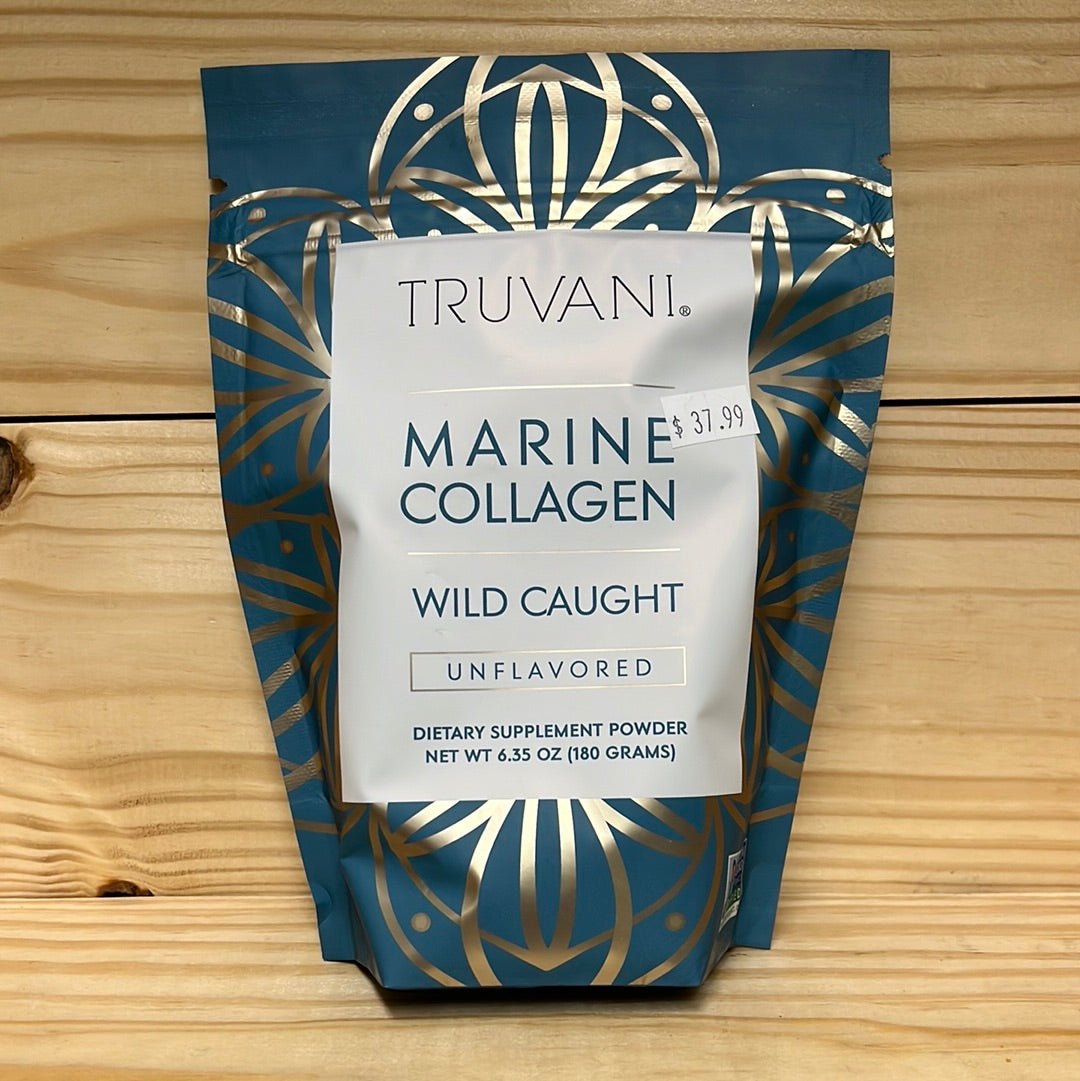 TRUVANI®
$ 37.99
MARINE
COLLAGEN
WILD CAUGHT
UNFLAVORED
DIETARY SUPPLEMENT POWDER
NET WT 6.35 OZ (180 GRAMS)